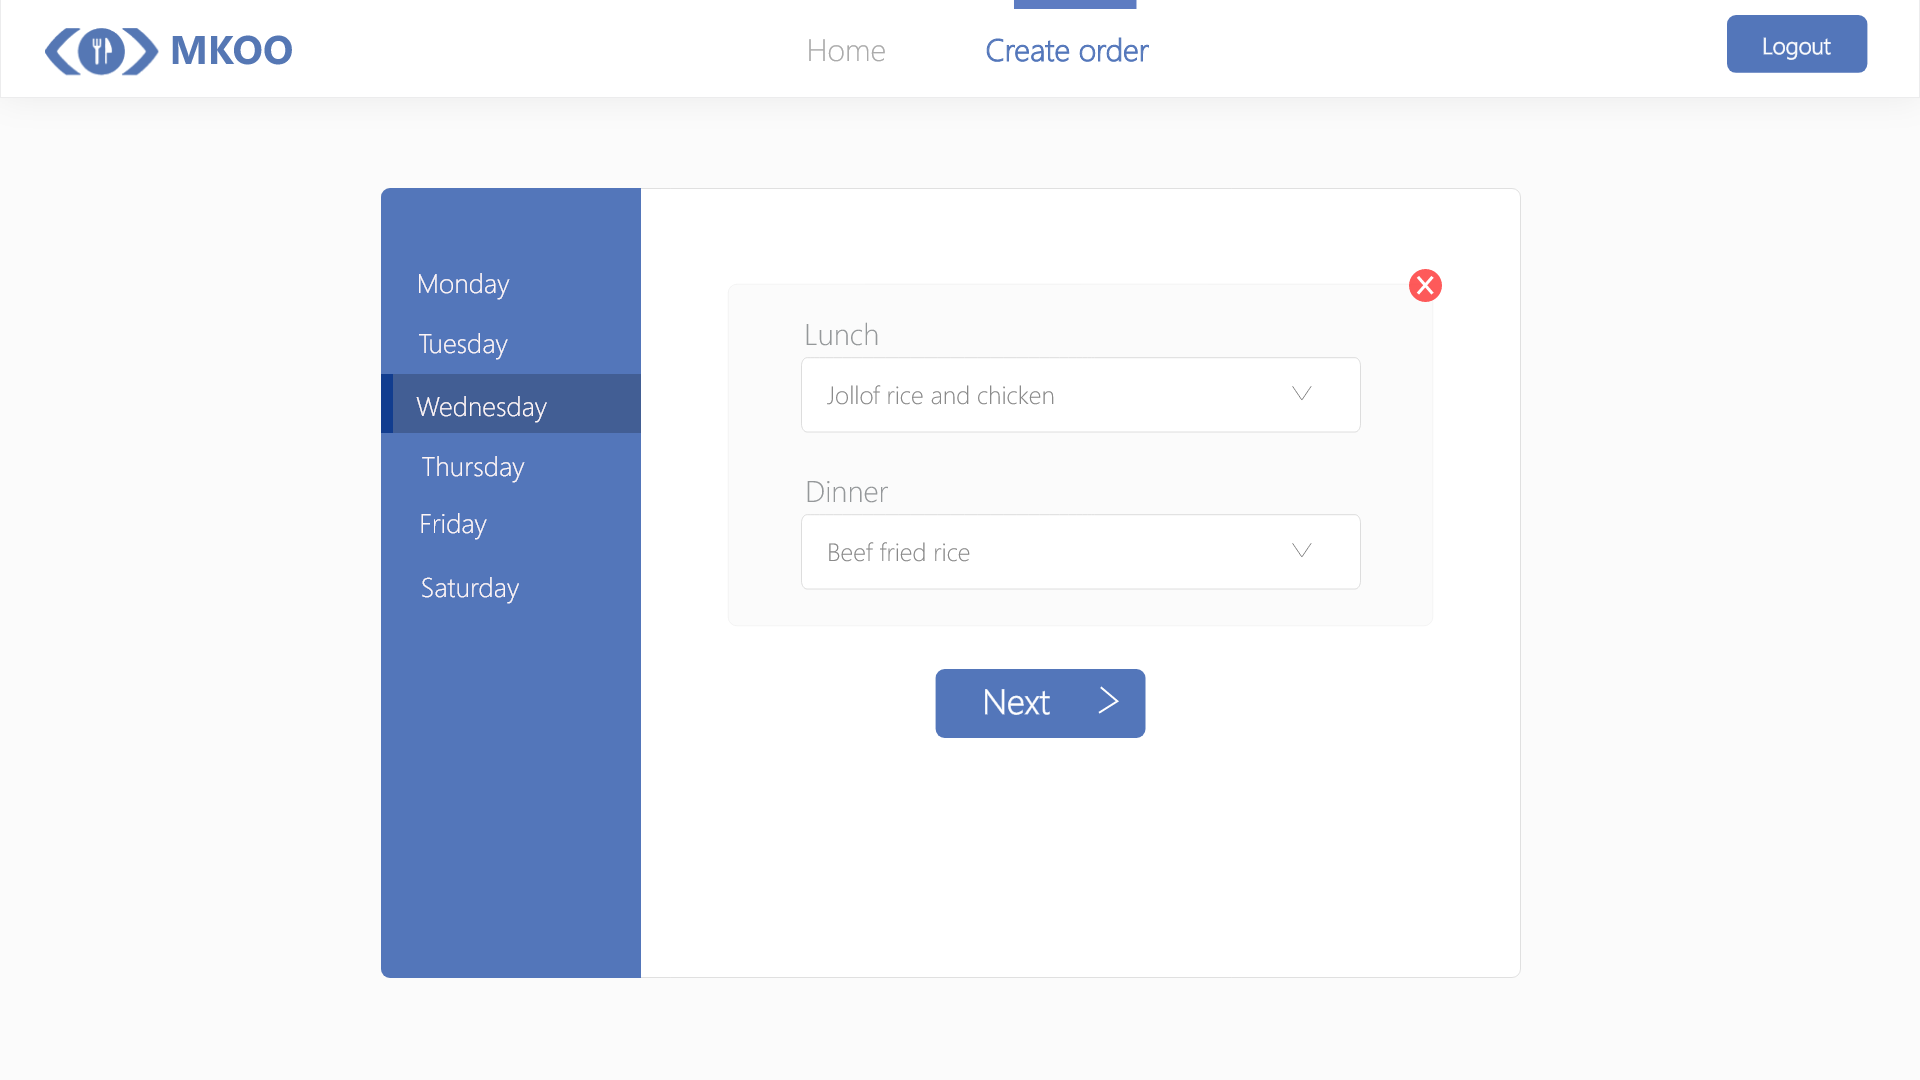 MKOO
Home
Create order
Logout
Monday
Tuesday
Wednesday
Thursday
Friday
Saturday
Lunch
Jollof rice and chicken
Dinner
Beef fried rice
Next